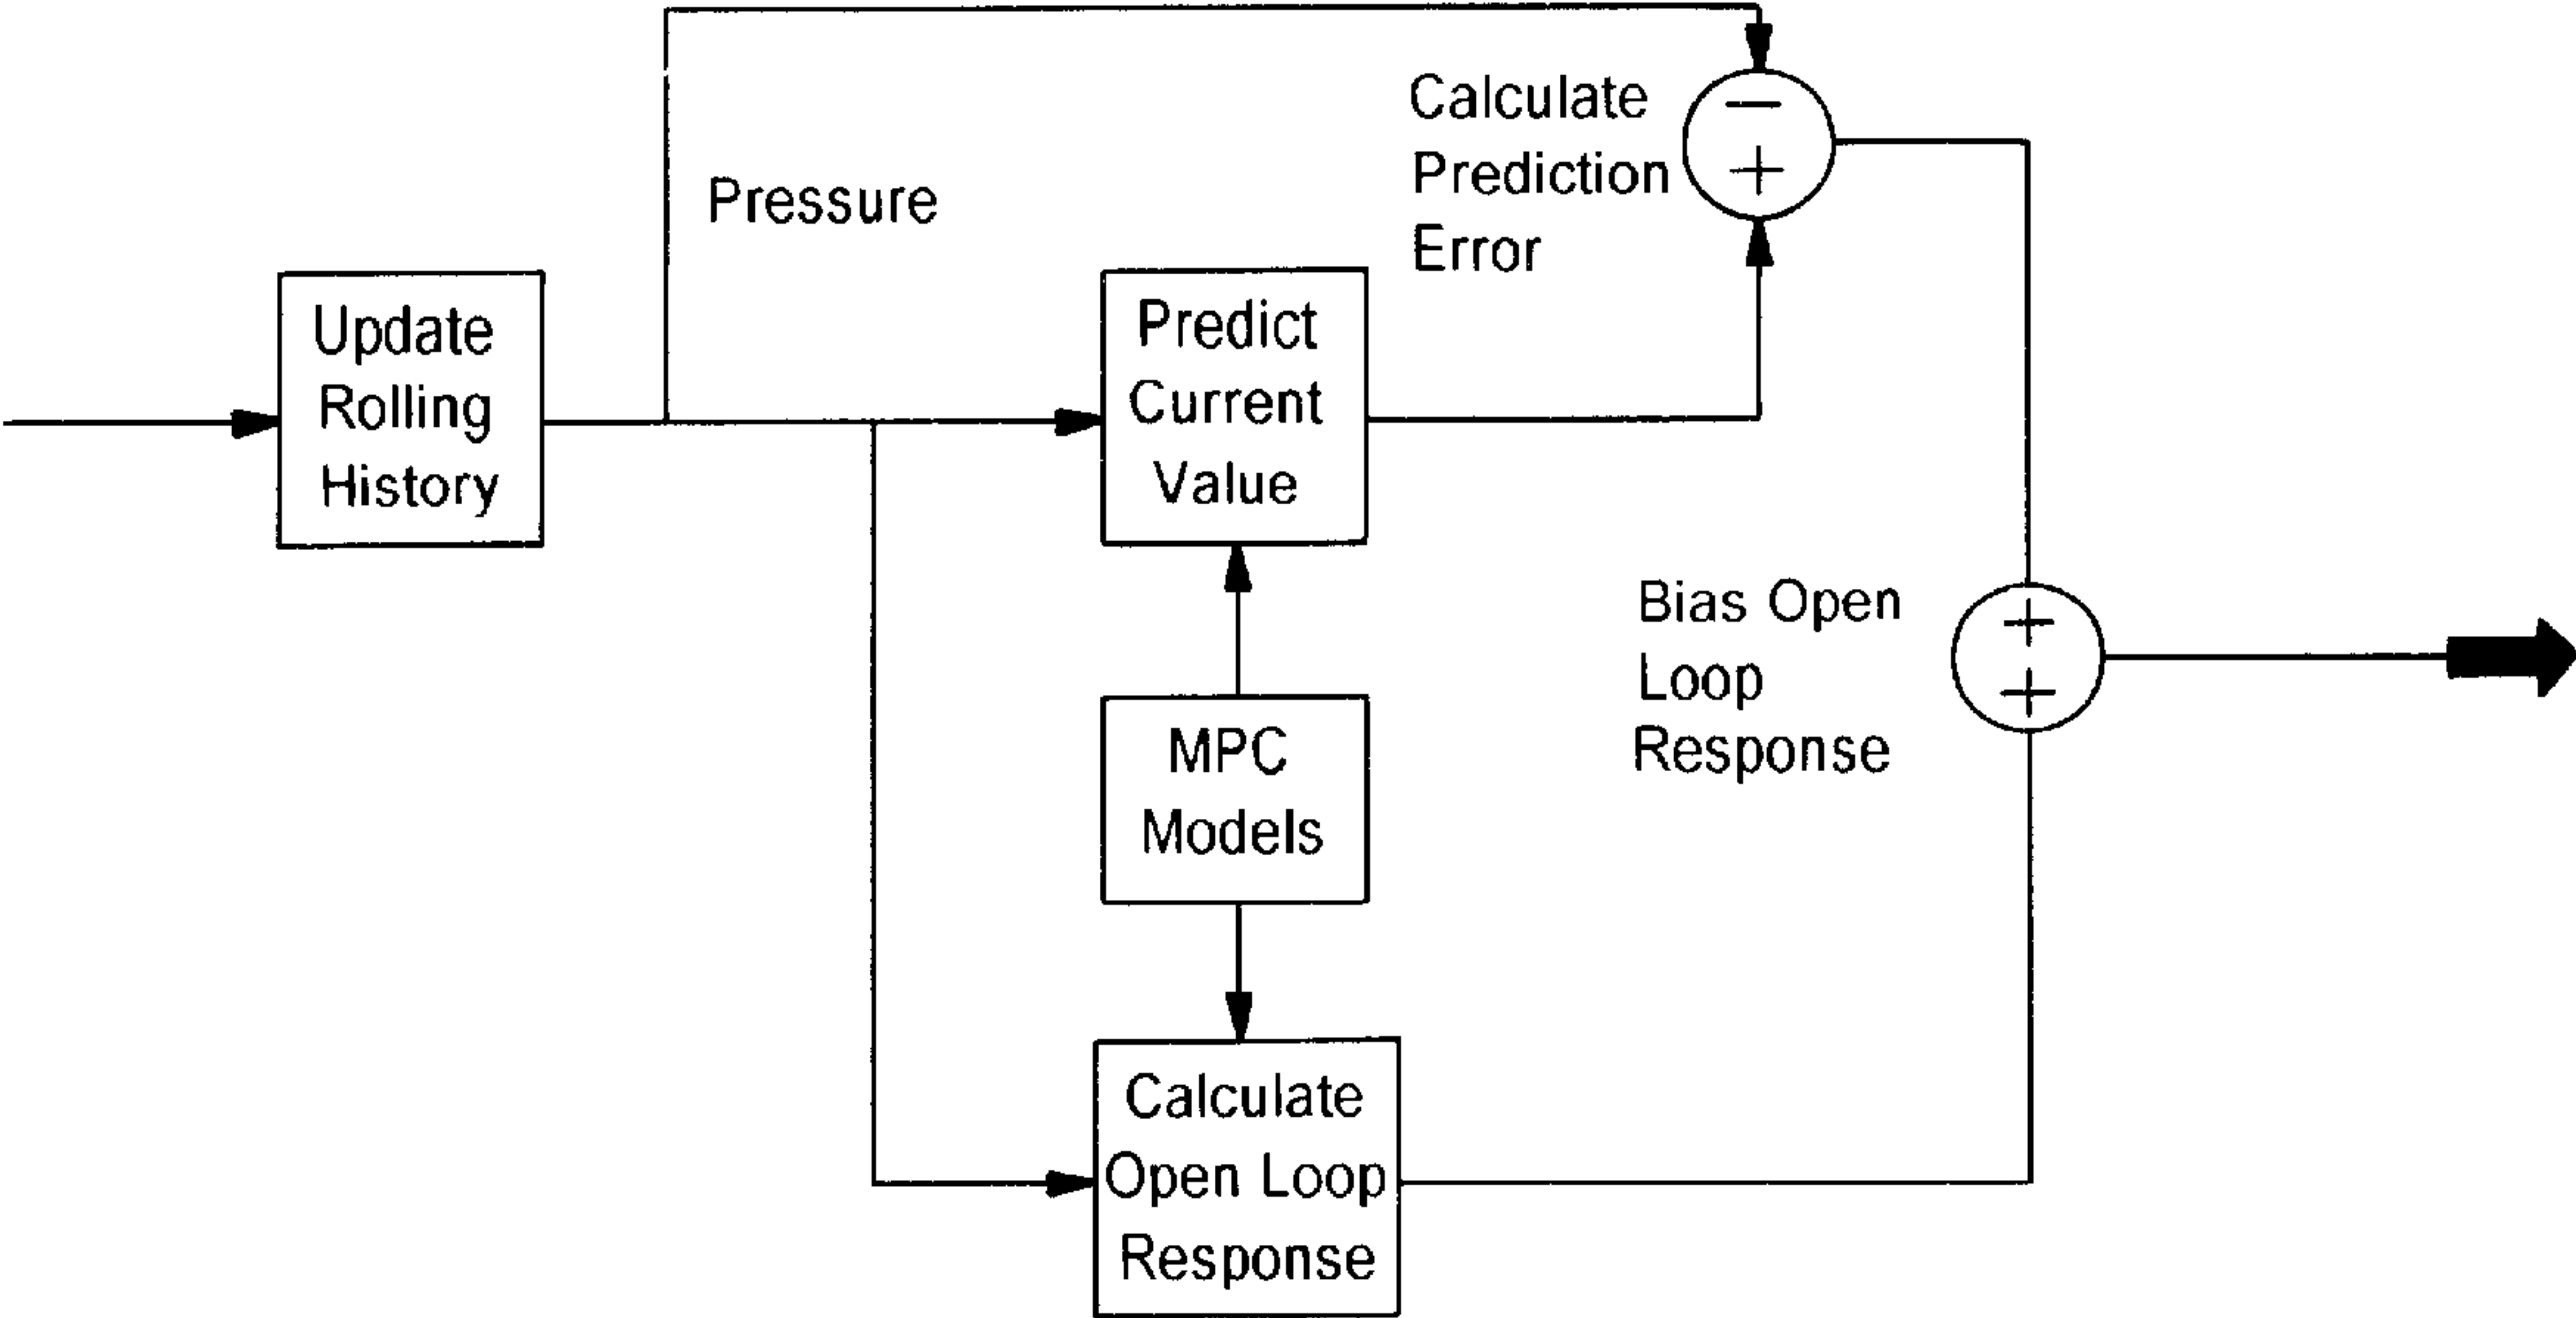 Calculate
Prediction
Error
−
+
Pressure
Update
Rolling
History
Predict
Current
Value
Bias Open
Loop
Response
+
+
MPC
Models
Calculate
Open Loop
Response